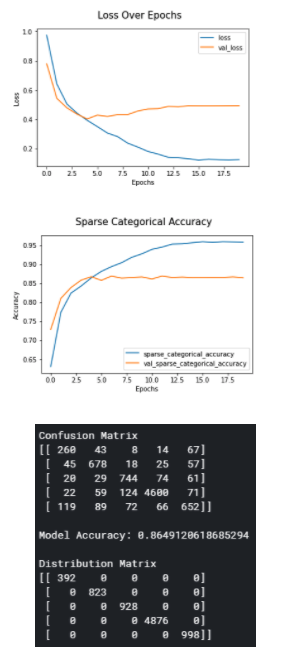 Loss Over Epochs
1.0
0.8
0.6
0.4
0.2
Loss
loss
val_loss
0.0 2.5 5.0 7.5 10.0 12.5 15.0 17.5
Epochs
Sparse Categorical Accuracy
0.95
0.90
0.85
0.80
0.75
0.70
0.65
Accuracy
sparse_categorical_accuracy
val_sparse_categorical_accuracy
0.0 2.5 5.0 7.5 10.0 12.5 15.0 17.5
Epochs
Confusion Matrix
[[ 260 43 8 14 67]
[ 45 678 18 25 57]
[ 20 29 744 74 61]
[ 22 59 124 4600 71]
[ 119 89 72 66 652]]
Model Accuracy: 0.8649120618685294
Distribution Matrix
[[ 392 0 0 0 0]
[ 0 823 0 0 0]
[ 0 0 928 0 0]
[ 0 0 0 4876 0]
[ 0 0 0 0 998]]